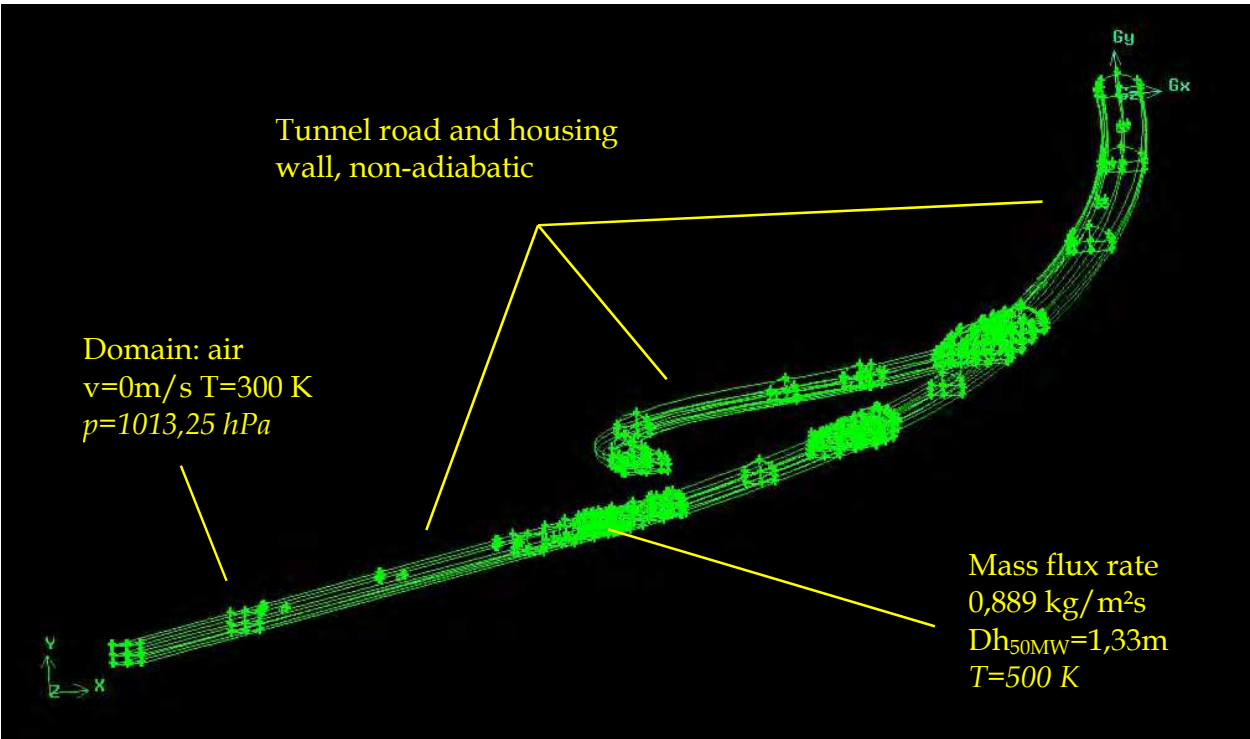 Gy
Gx
Tunnel road and housing
wall, non-adiabatic
Domain: air
v=0m/s T=300 K
p=1013,25 hPa
Mass flux rate
0,889 kg/m²s
Dh50MW=1,33m
T=500 K
Y
Z
X